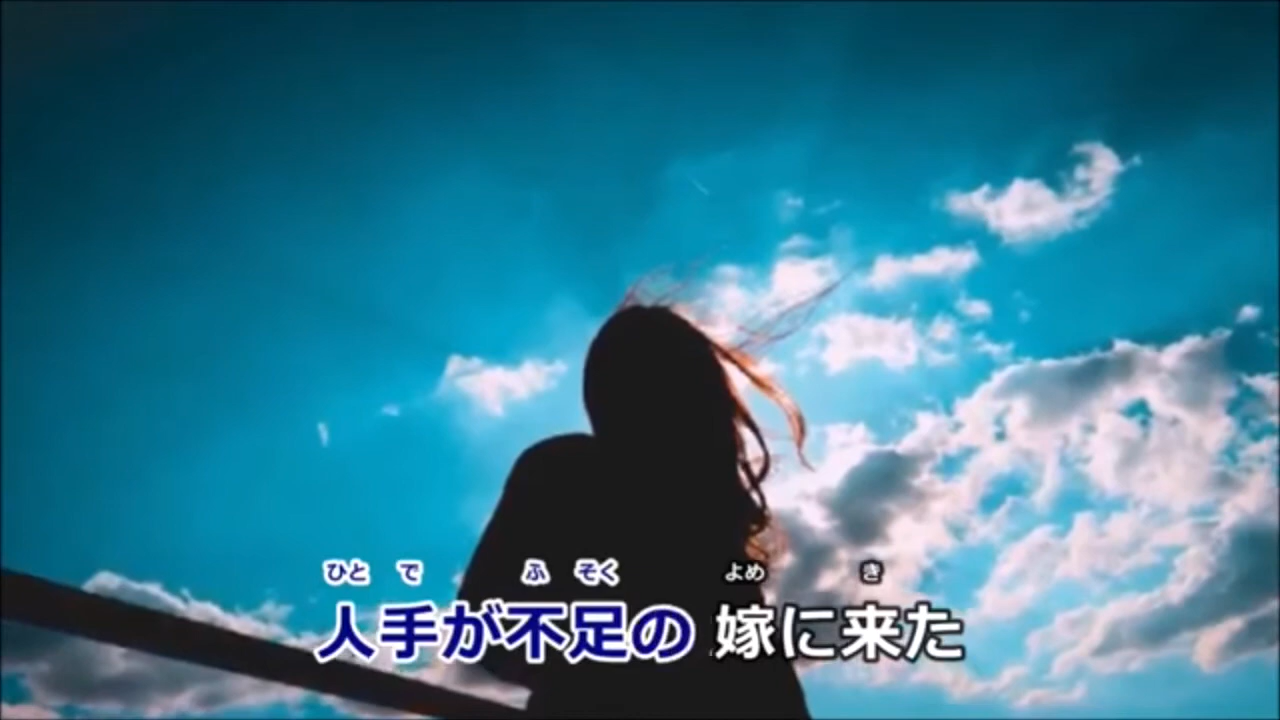 ひと で ふ そく よめ き
人手が不足の 嫁に来た